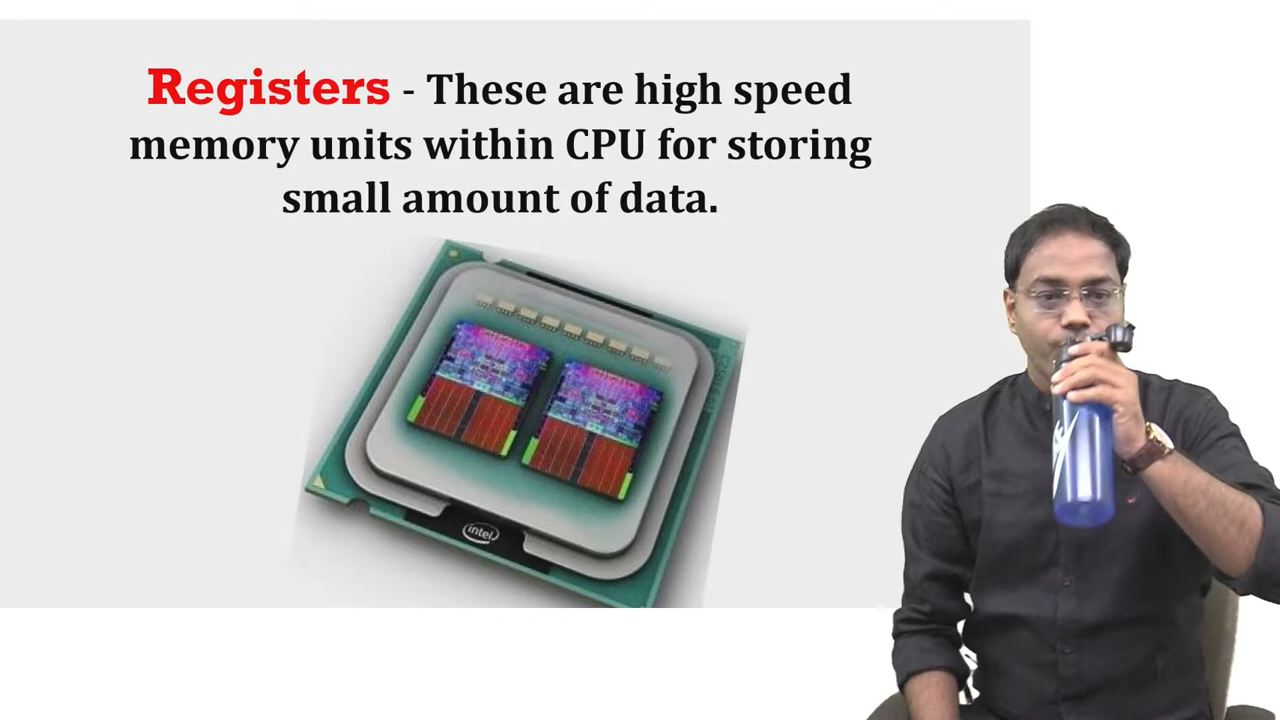 Registers - These are high speed
memory units within CPU for storing
small amount of data.
intel